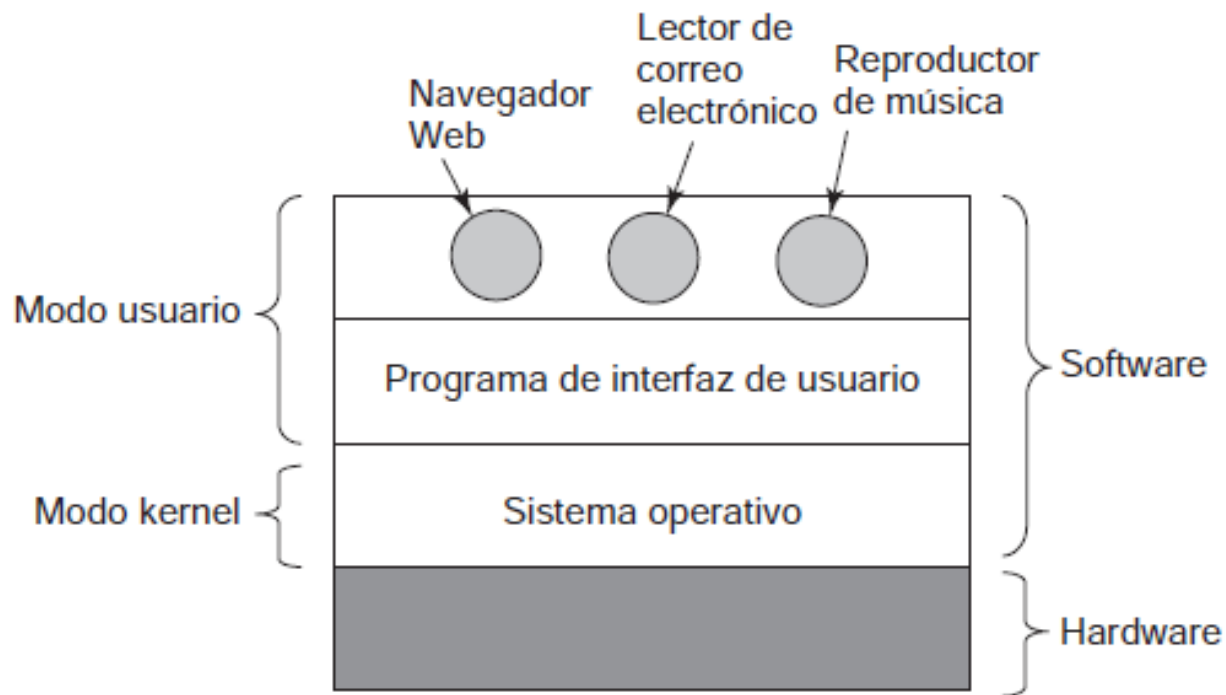 Navegador
Web
Lector de
correo
electrónico
Reproductor
de música
Modo usuario
Programa de interfaz de usuario
Software
Modo kernel
Sistema operativo
Hardware